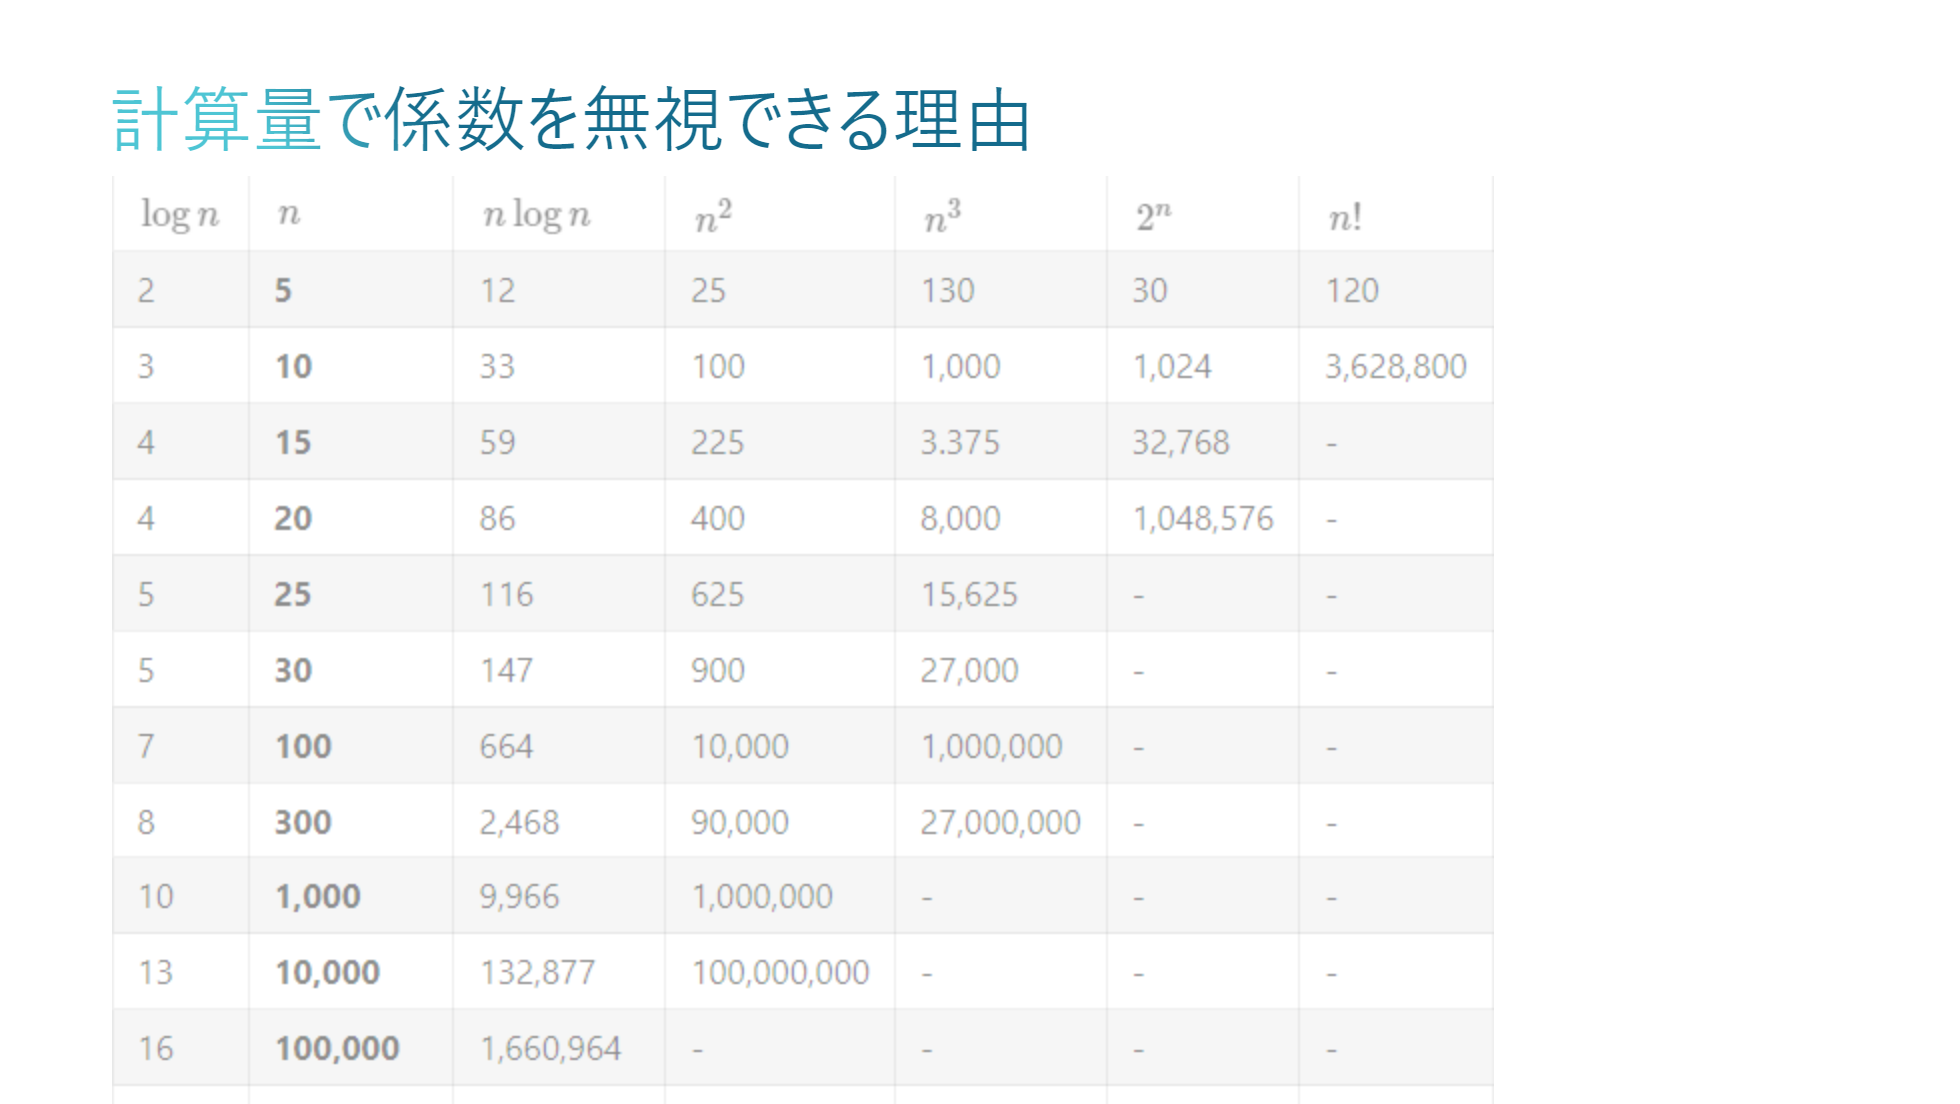 計算量で係数を無視できる理由
log n n n log n n² n³ 2ⁿ n!
2 5 12 25 130 30 120
3 10 33 100 1,000 1,024 3,628,800
4 15 59 225 3.375 32,768 -
4 20 86 400 8,000 1,048,576 -
5 25 116 625 15,625 - -
5 30 147 900 27,000 - -
7 100 664 10,000 1,000,000 - -
8 300 2,468 90,000 27,000,000 - -
10 1,000 9,966 1,000,000 - - -
13 10,000 132,877 100,000,000 - - -
16 100,000 1,660,964 - - - -